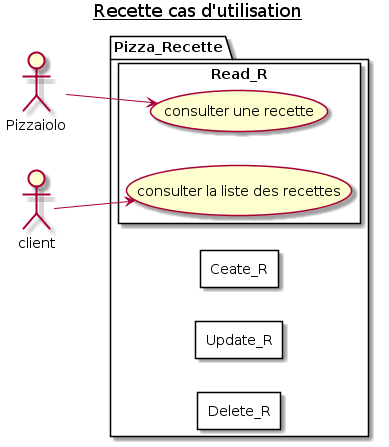 Recette cas d'utilisation
Pizza_Recette
Read_R
consulter une recette
Pizzaiolo
consulter la liste des recettes
client
Ceate_R
Update_R
Delete_R